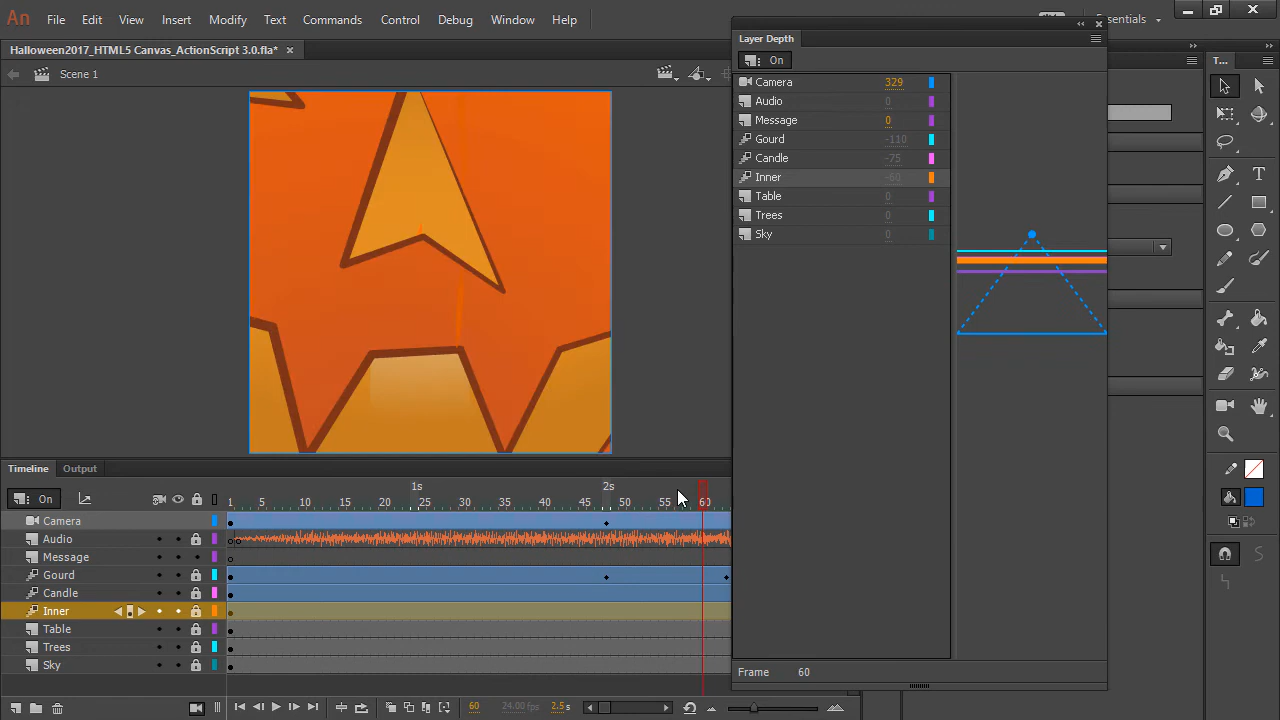 An File Edit View Insert Modify Text Commands Control Debug Window Help
Halloween2017_HTML5 Canvas_ActionScript 3.0.fla* ×
Scene 1
Layer Depth
On
Camera 329
Audio 0
Message 0
Gourd -110
Candle -75
Inner -60
Table 0
Trees 0
Sky 0
Frame 60
T...
Timeline Output
On
1s 2s
1 5 10 15 20 25 30 35 40 45 50 55 60
Camera
Audio
Message
Gourd
Candle
Inner
Table
Trees
Sky
60 24.00 fps 2.5s